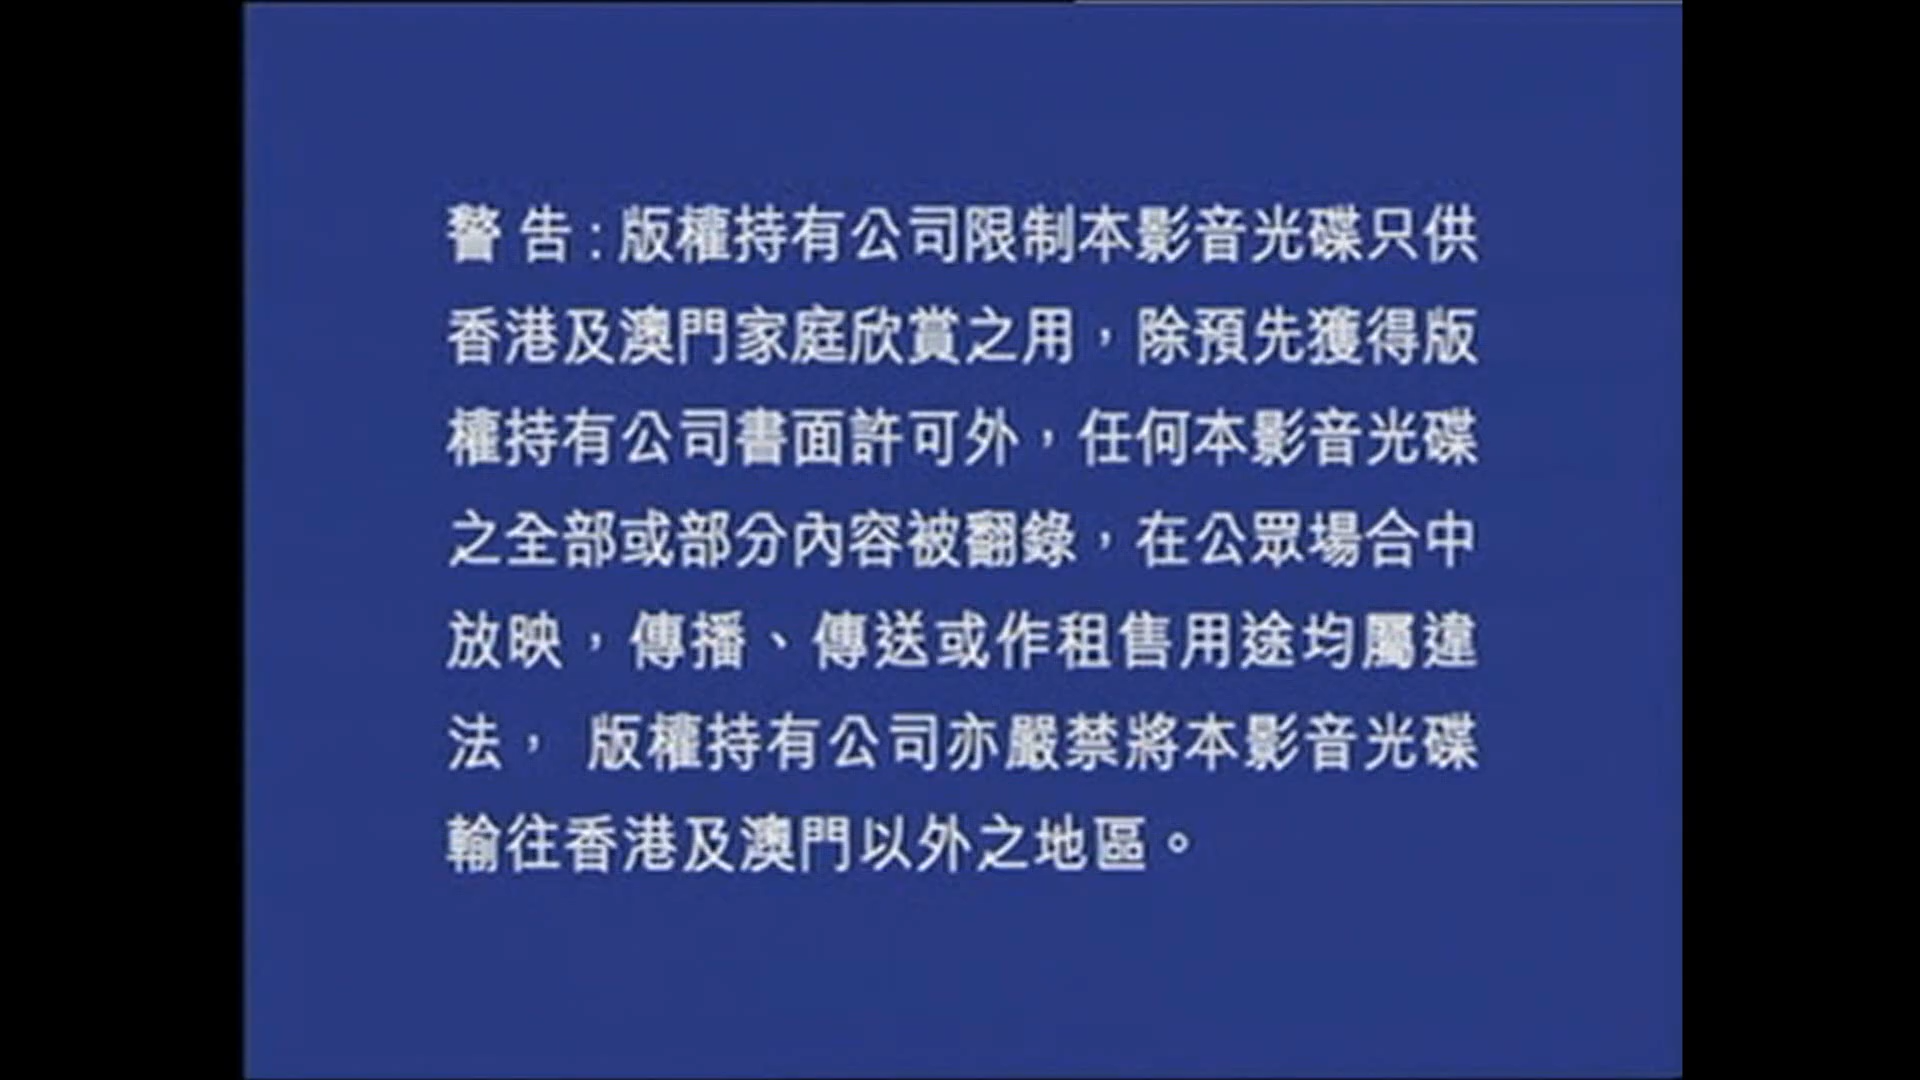 警告:版權持有公司限制本影音光碟只供
香港及澳門家庭欣賞之用，除預先獲得版
權持有公司書面許可外，任何本影音光碟
之全部或部分內容被翻錄，在公眾場合中
放映，傳播、傳送或作租售用途均屬違
法， 版權持有公司亦嚴禁將本影音光碟
輸往香港及澳門以外之地區。